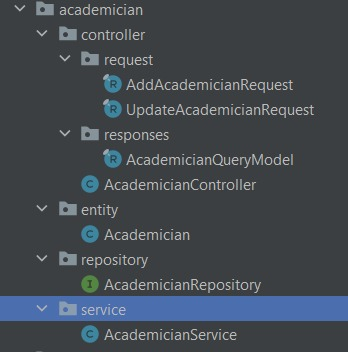 academician
controller
request
AddAcademicianRequest
UpdateAcademicianRequest
responses
AcademicianQueryModel
AcademicianController
entity
Academician
repository
AcademicianRepository
service
AcademicianService